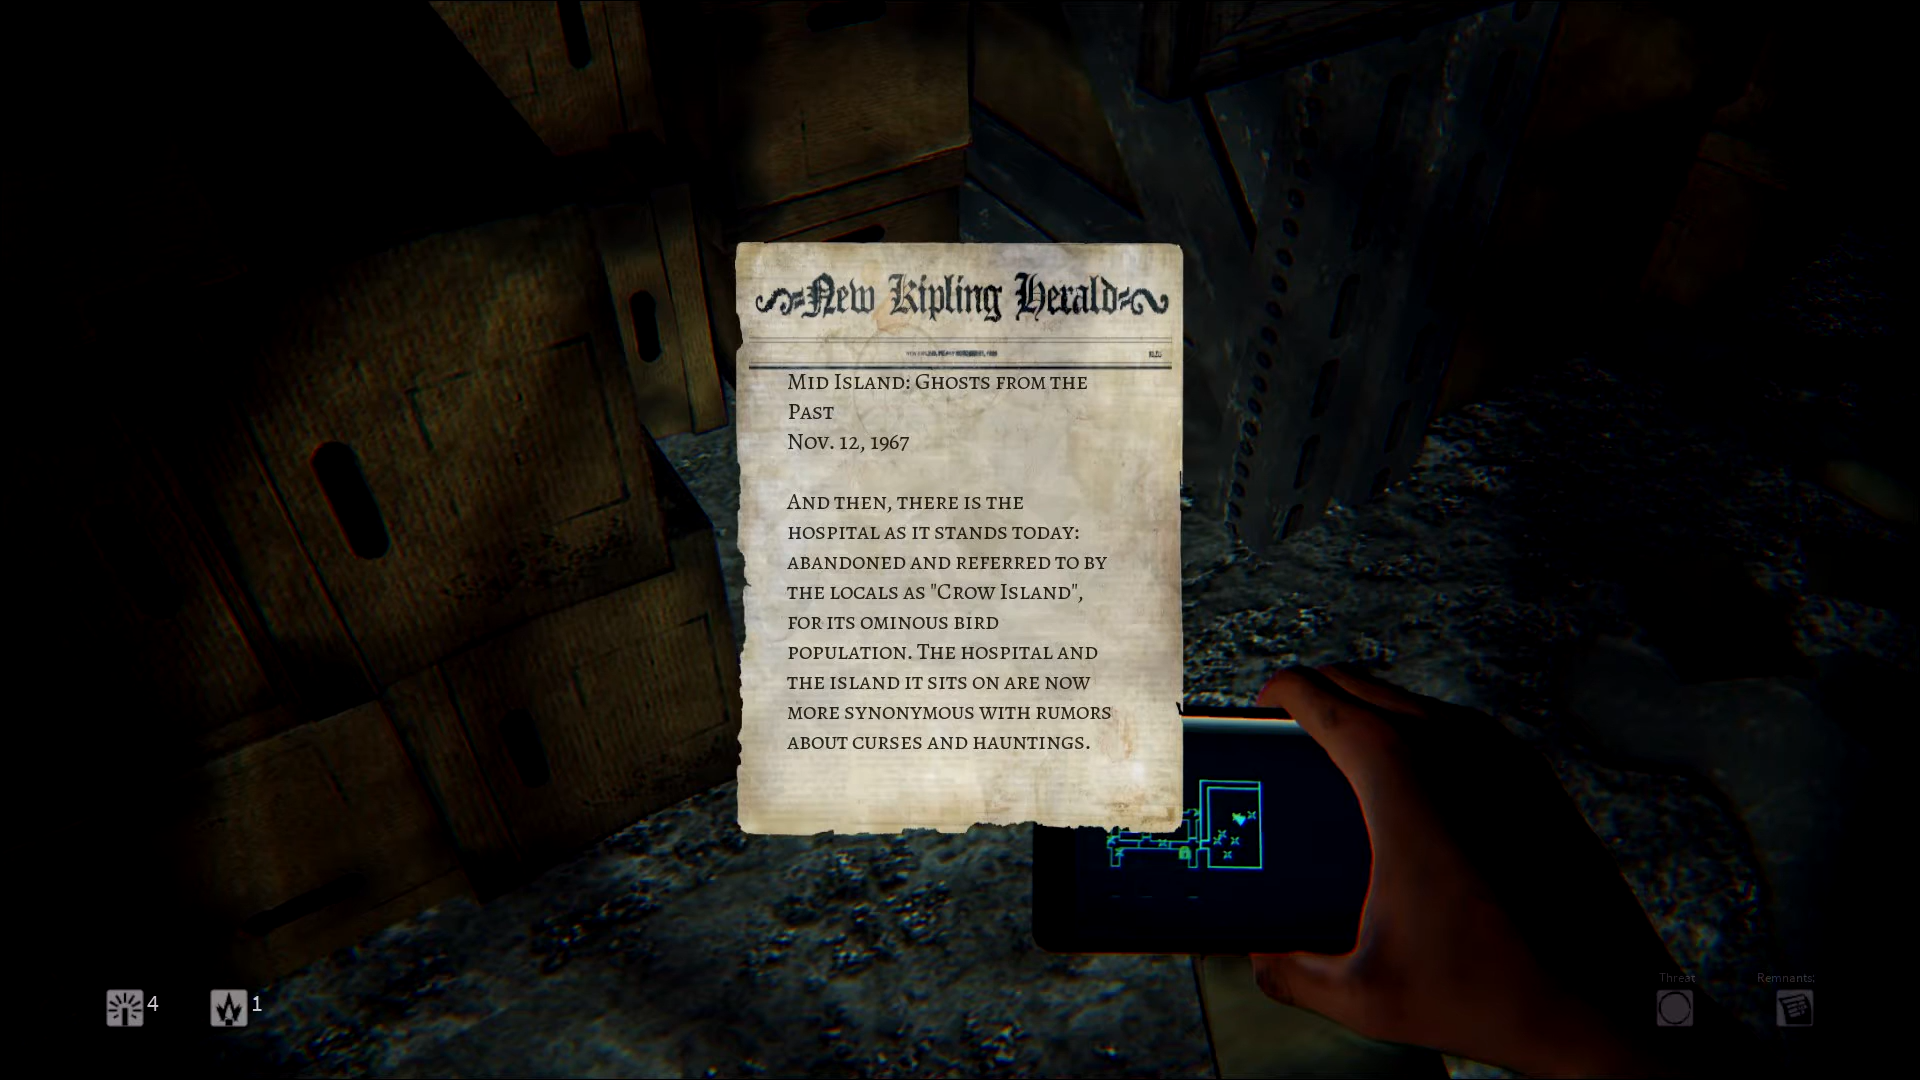 New Kipling Herald
Mid Island: Ghosts from the
Past
Nov. 12, 1967
And then, there is the
hospital as it stands today:
abandoned and referred to by
the locals as "Crow Island",
for its ominous bird
population. The hospital and
the island it sits on are now
more synonymous with rumors
about curses and hauntings.
4
1
Threat
Remnants: